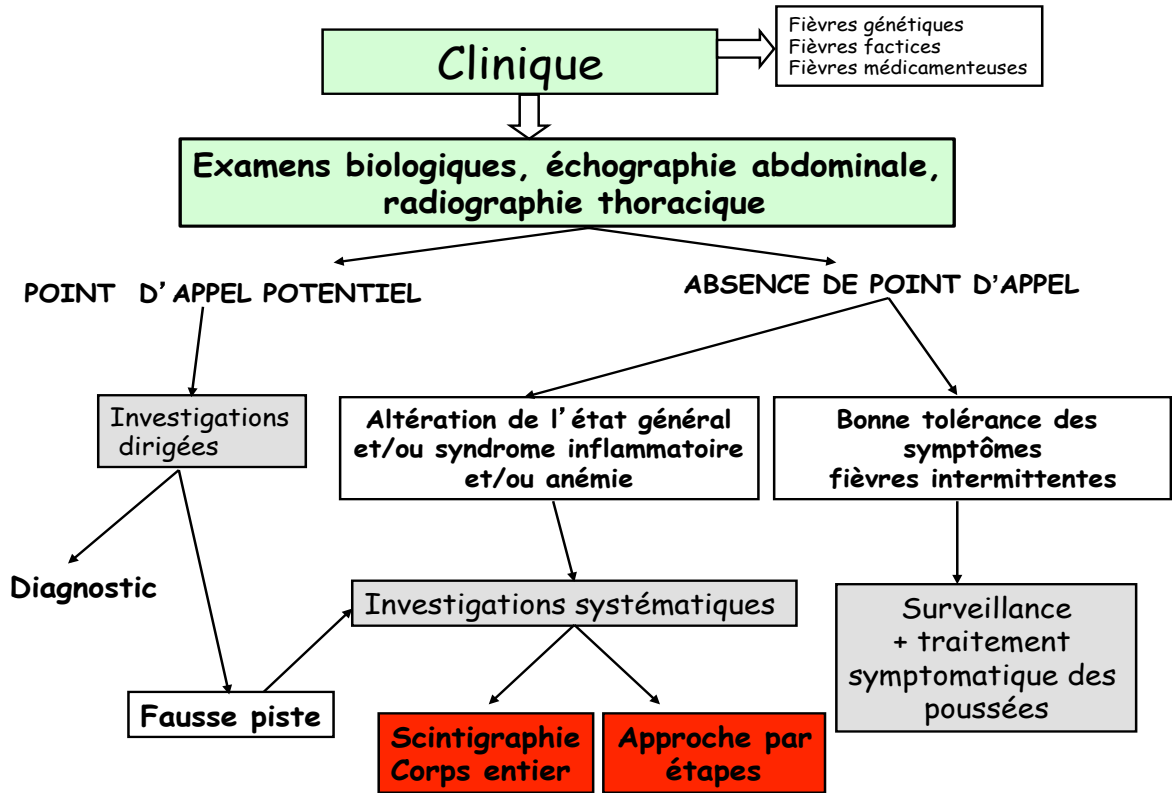 Clinique
Fièvres génétiques
Fièvres factices
Fièvres médicamenteuses
Examens biologiques, échographie abdominale,
radiographie thoracique
POINT D'APPEL POTENTIEL
ABSENCE DE POINT D'APPEL
Investigations
dirigées
Altération de l'état général
et/ou syndrome inflammatoire
et/ou anémie
Bonne tolérance des
symptômes
fièvres intermittentes
Diagnostic
Investigations systématiques
Surveillance
+ traitement
symptomatique des
poussées
Fausse piste
Scintigraphie
Corps entier
Approche par
étapes